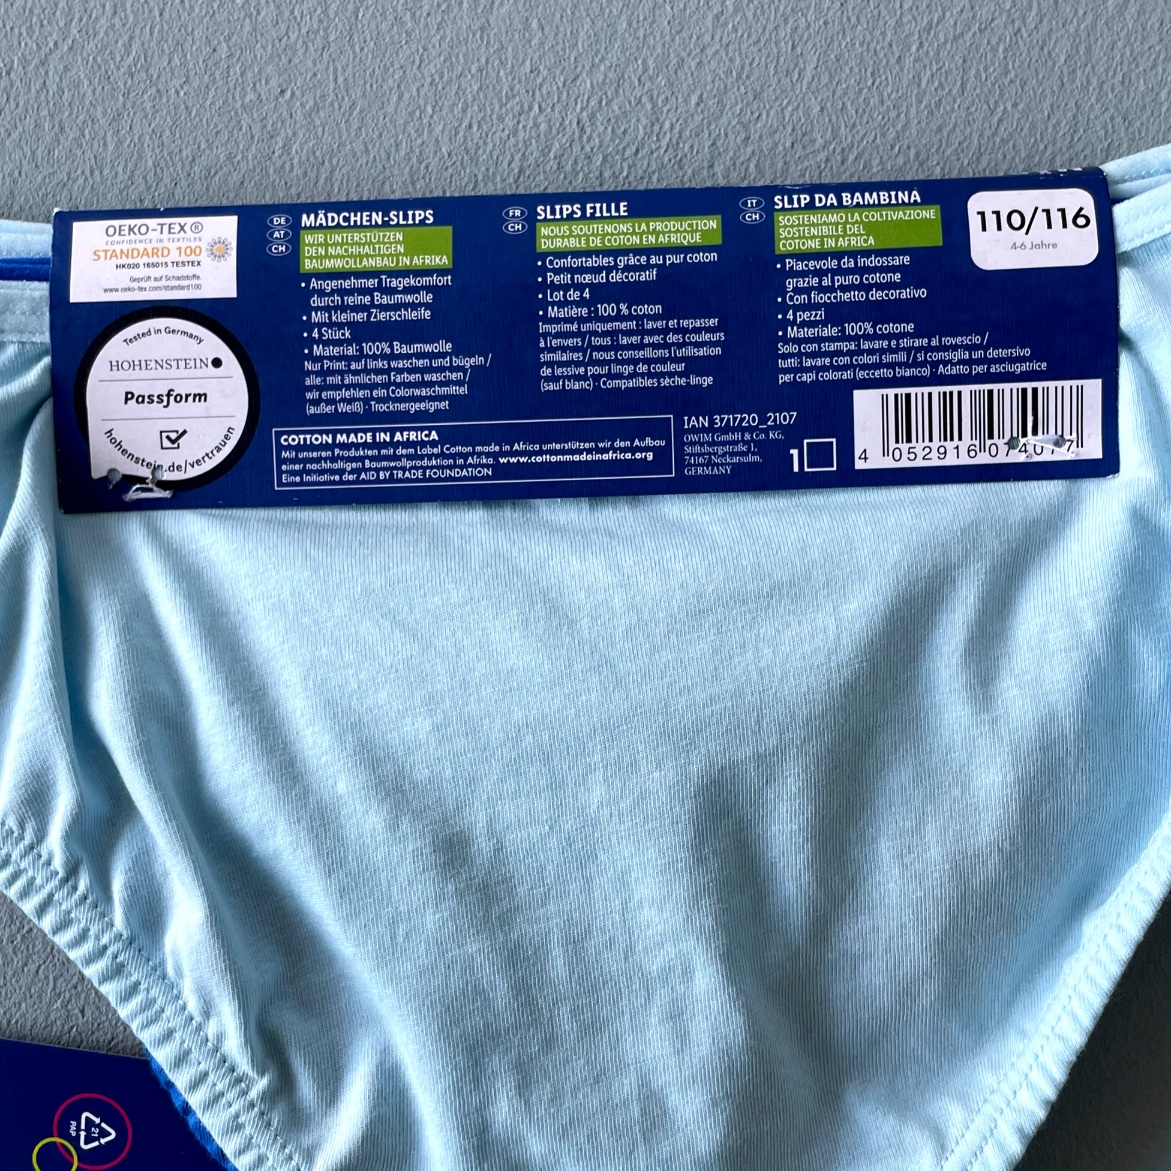 OEKO-TEX®
CONFIDENCE IN TEXTILES
STANDARD 100
HK020 165015 TESTEX
Geprüft auf Schadstoffe.
www.oeko-tex.com/standard100
Tested in Germany
HOHENSTEIN
Passform
hohenstein.de/vertrauen
DE
AT
CH
MÄDCHEN-SLIPS
WIR UNTERSTÜTZEN
DEN NACHHALTIGEN
BAUMWOLLANBAU IN AFRIKA
• Angenehmer Tragekomfort
durch reine Baumwolle
• Mit kleiner Zierschleife
• 4 Stück
• Material: 100% Baumwolle
Nur Print: auf links waschen und bügeln /
alle: mit ähnlichen Farben waschen /
wir empfehlen ein Colorwaschmittel
(außer Weiß) · Trocknergeeignet
FR
CH
SLIPS FILLE
NOUS SOUTENONS LA PRODUCTION
DURABLE DE COTON EN AFRIQUE
• Confortables grâce au pur coton
• Petit nœud décoratif
• Lot de 4
• Matière : 100 % coton
Imprimé uniquement : laver et repasser
à l'envers / tous : laver avec des couleurs
similaires / nous conseillons l'utilisation
de lessive pour linge de couleur
(sauf blanc) · Compatibles sèche-linge
IT
CH
SLIP DA BAMBINA
SOSTENIAMO LA COLTIVAZIONE
SOSTENIBILE DEL
COTONE IN AFRICA
• Piacevole da indossare
grazie al puro cotone
• Con fiocchetto decorativo
• 4 pezzi
• Materiale: 100% cotone
Solo con stampa: lavare e stirare al rovescio /
tutti: lavare con colori simili / si consiglia un detersivo
per capi colorati (eccetto bianco) · Adatto per asciugatrice
110/116
4-6 Jahre
COTTON MADE IN AFRICA
Mit unseren Produkten mit dem Label Cotton made in Africa unterstützen wir den Aufbau
einer nachhaltigen Baumwollproduktion in Afrika. www.cottonmadeinafrica.org
Eine Initiative der AID BY TRADE FOUNDATION
IAN 371720_2107
OWIM GmbH & Co. KG,
Stiftsbergstraße 1,
74167 Neckarsulm,
GERMANY
1
4 052916 074077
21
PAP